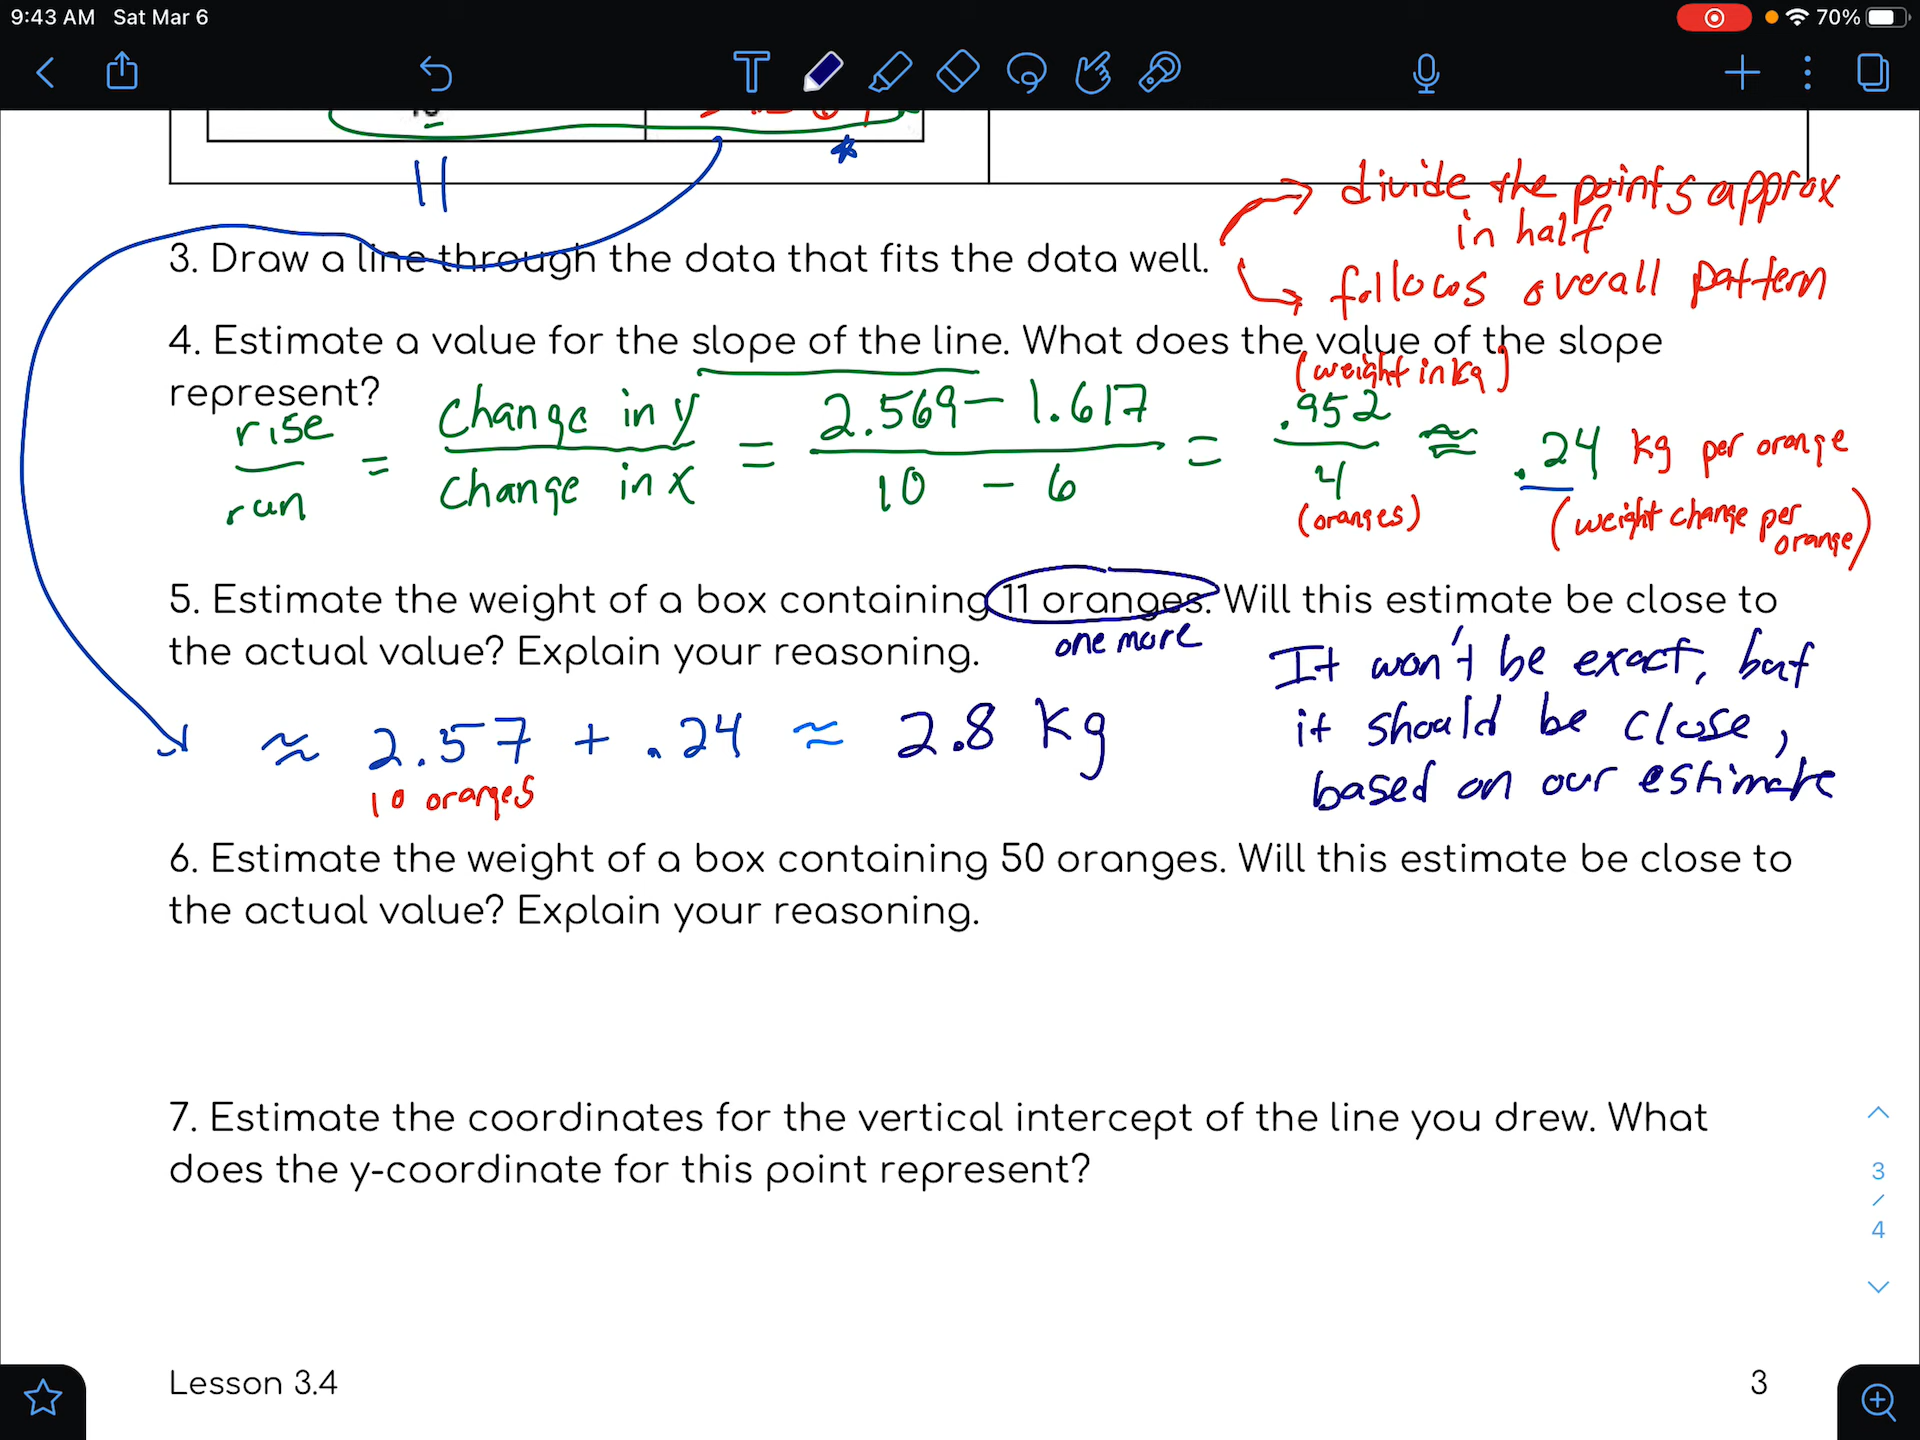 9:43 AM Sat Mar 6
70%
11
divide the points approx
in half
3. Draw a line through the data that fits the data well.
follows overall pattern
4. Estimate a value for the slope of the line. What does the value of the slope
represent?
(weight in kg)
rise = change in y = 2.569 - 1.617 = .952 ≈ .24 kg per orange
run change in x 10 - 6 4
(oranges) (weight change per
orange)
5. Estimate the weight of a box containing 11 oranges. Will this estimate be close to
the actual value? Explain your reasoning.
one more
It won't be exact, but
it should be close,
based on our estimate
≈ 2.57 + .24 ≈ 2.8 kg
10 oranges
6. Estimate the weight of a box containing 50 oranges. Will this estimate be close to
the actual value? Explain your reasoning.
7. Estimate the coordinates for the vertical intercept of the line you drew. What
does the y-coordinate for this point represent?
3
/
4
Lesson 3.4
3